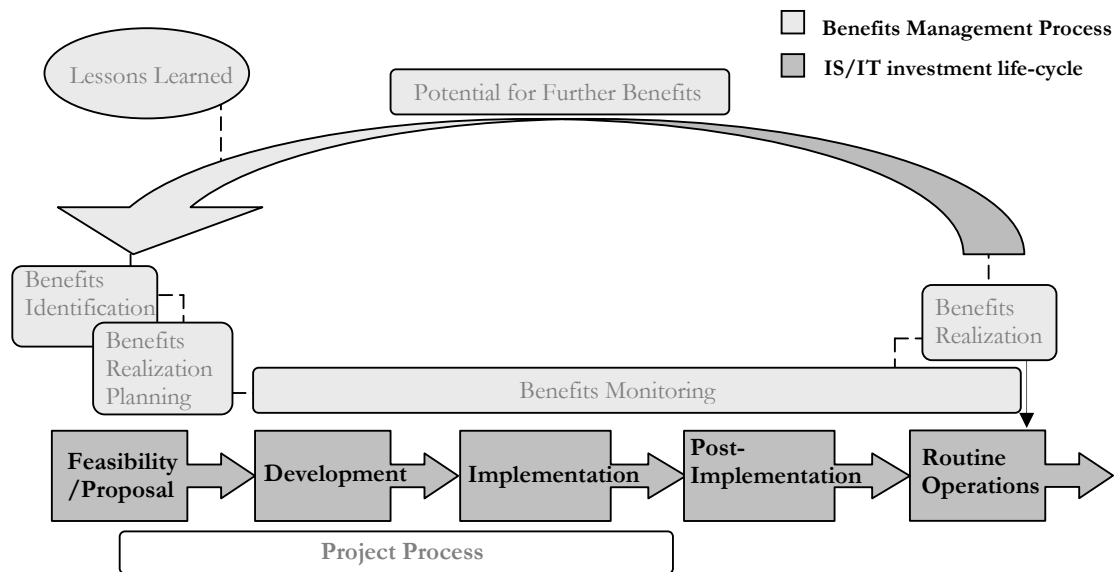 Benefits Management Process
IS/IT investment life-cycle
Lessons Learned
Potential for Further Benefits
Benefits
Identification
Benefits
Realization
Planning
Benefits
Realization
Benefits Monitoring
Feasibility
/Proposal
Development
Implementation
Post-
Implementation
Routine
Operations
Project Process